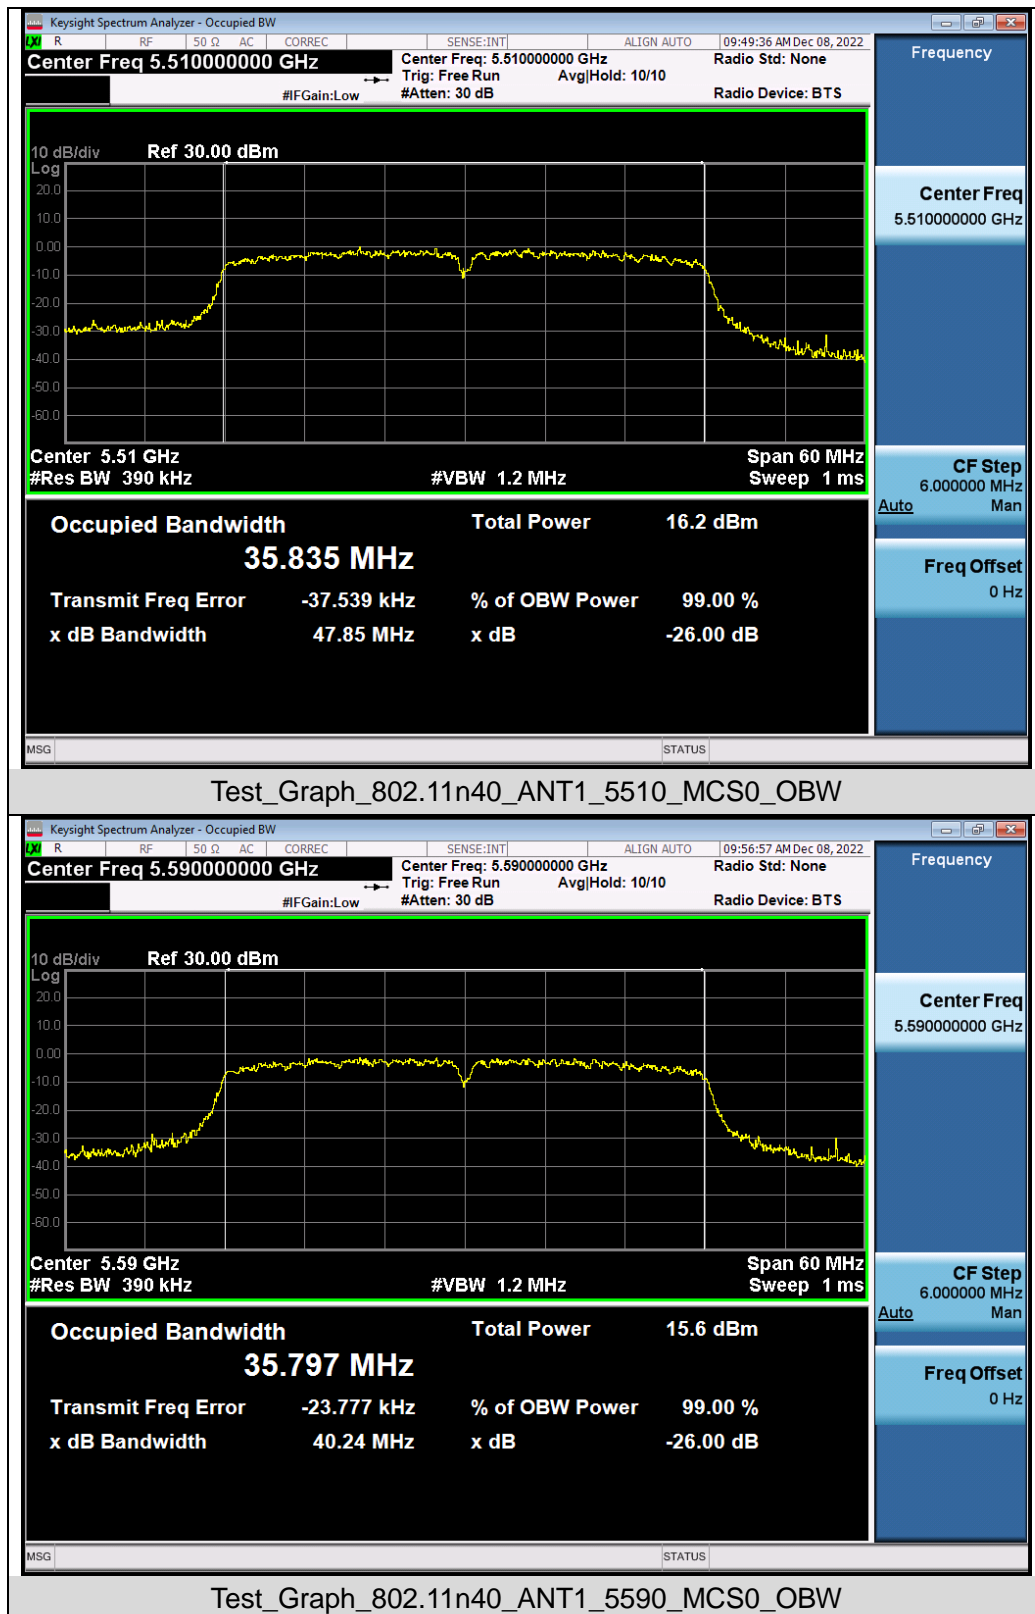 Keysight Spectrum Analyzer - Occupied BW
LXI R RF 50 Ω AC CORREC SENSE:INT ALIGN AUTO 09:49:36 AM Dec 08, 2022
Center Freq 5.510000000 GHz
Center Freq: 5.510000000 GHz
Radio Std: None
Trig: Free Run Avg|Hold: 10/10
#IFGain:Low
#Atten: 30 dB
Radio Device: BTS
Frequency
10 dB/div Ref 30.00 dBm
Log
20.0
10.0
0.00
-10.0
-20.0
-30.0
-40.0
-50.0
-60.0
Center 5.51 GHz
Span 60 MHz
#Res BW 390 kHz
#VBW 1.2 MHz
Sweep 1 ms
Center Freq
5.510000000 GHz
CF Step
6.000000 MHz
Auto Man
Freq Offset
0 Hz
Occupied Bandwidth
Total Power 16.2 dBm
35.835 MHz
Transmit Freq Error -37.539 kHz
% of OBW Power 99.00 %
x dB Bandwidth 47.85 MHz
x dB -26.00 dB
MSG STATUS
Test_Graph_802.11n40_ANT1_5510_MCS0_OBW
Keysight Spectrum Analyzer - Occupied BW
LXI R RF 50 Ω AC CORREC SENSE:INT ALIGN AUTO 09:56:57 AM Dec 08, 2022
Center Freq 5.590000000 GHz
Center Freq: 5.590000000 GHz
Radio Std: None
Trig: Free Run Avg|Hold: 10/10
#IFGain:Low
#Atten: 30 dB
Radio Device: BTS
Frequency
10 dB/div Ref 30.00 dBm
Log
20.0
10.0
0.00
-10.0
-20.0
-30.0
-40.0
-50.0
-60.0
Center 5.59 GHz
Span 60 MHz
#Res BW 390 kHz
#VBW 1.2 MHz
Sweep 1 ms
Center Freq
5.590000000 GHz
CF Step
6.000000 MHz
Auto Man
Freq Offset
0 Hz
Occupied Bandwidth
Total Power 15.6 dBm
35.797 MHz
Transmit Freq Error -23.777 kHz
% of OBW Power 99.00 %
x dB Bandwidth 40.24 MHz
x dB -26.00 dB
MSG STATUS
Test_Graph_802.11n40_ANT1_5590_MCS0_OBW